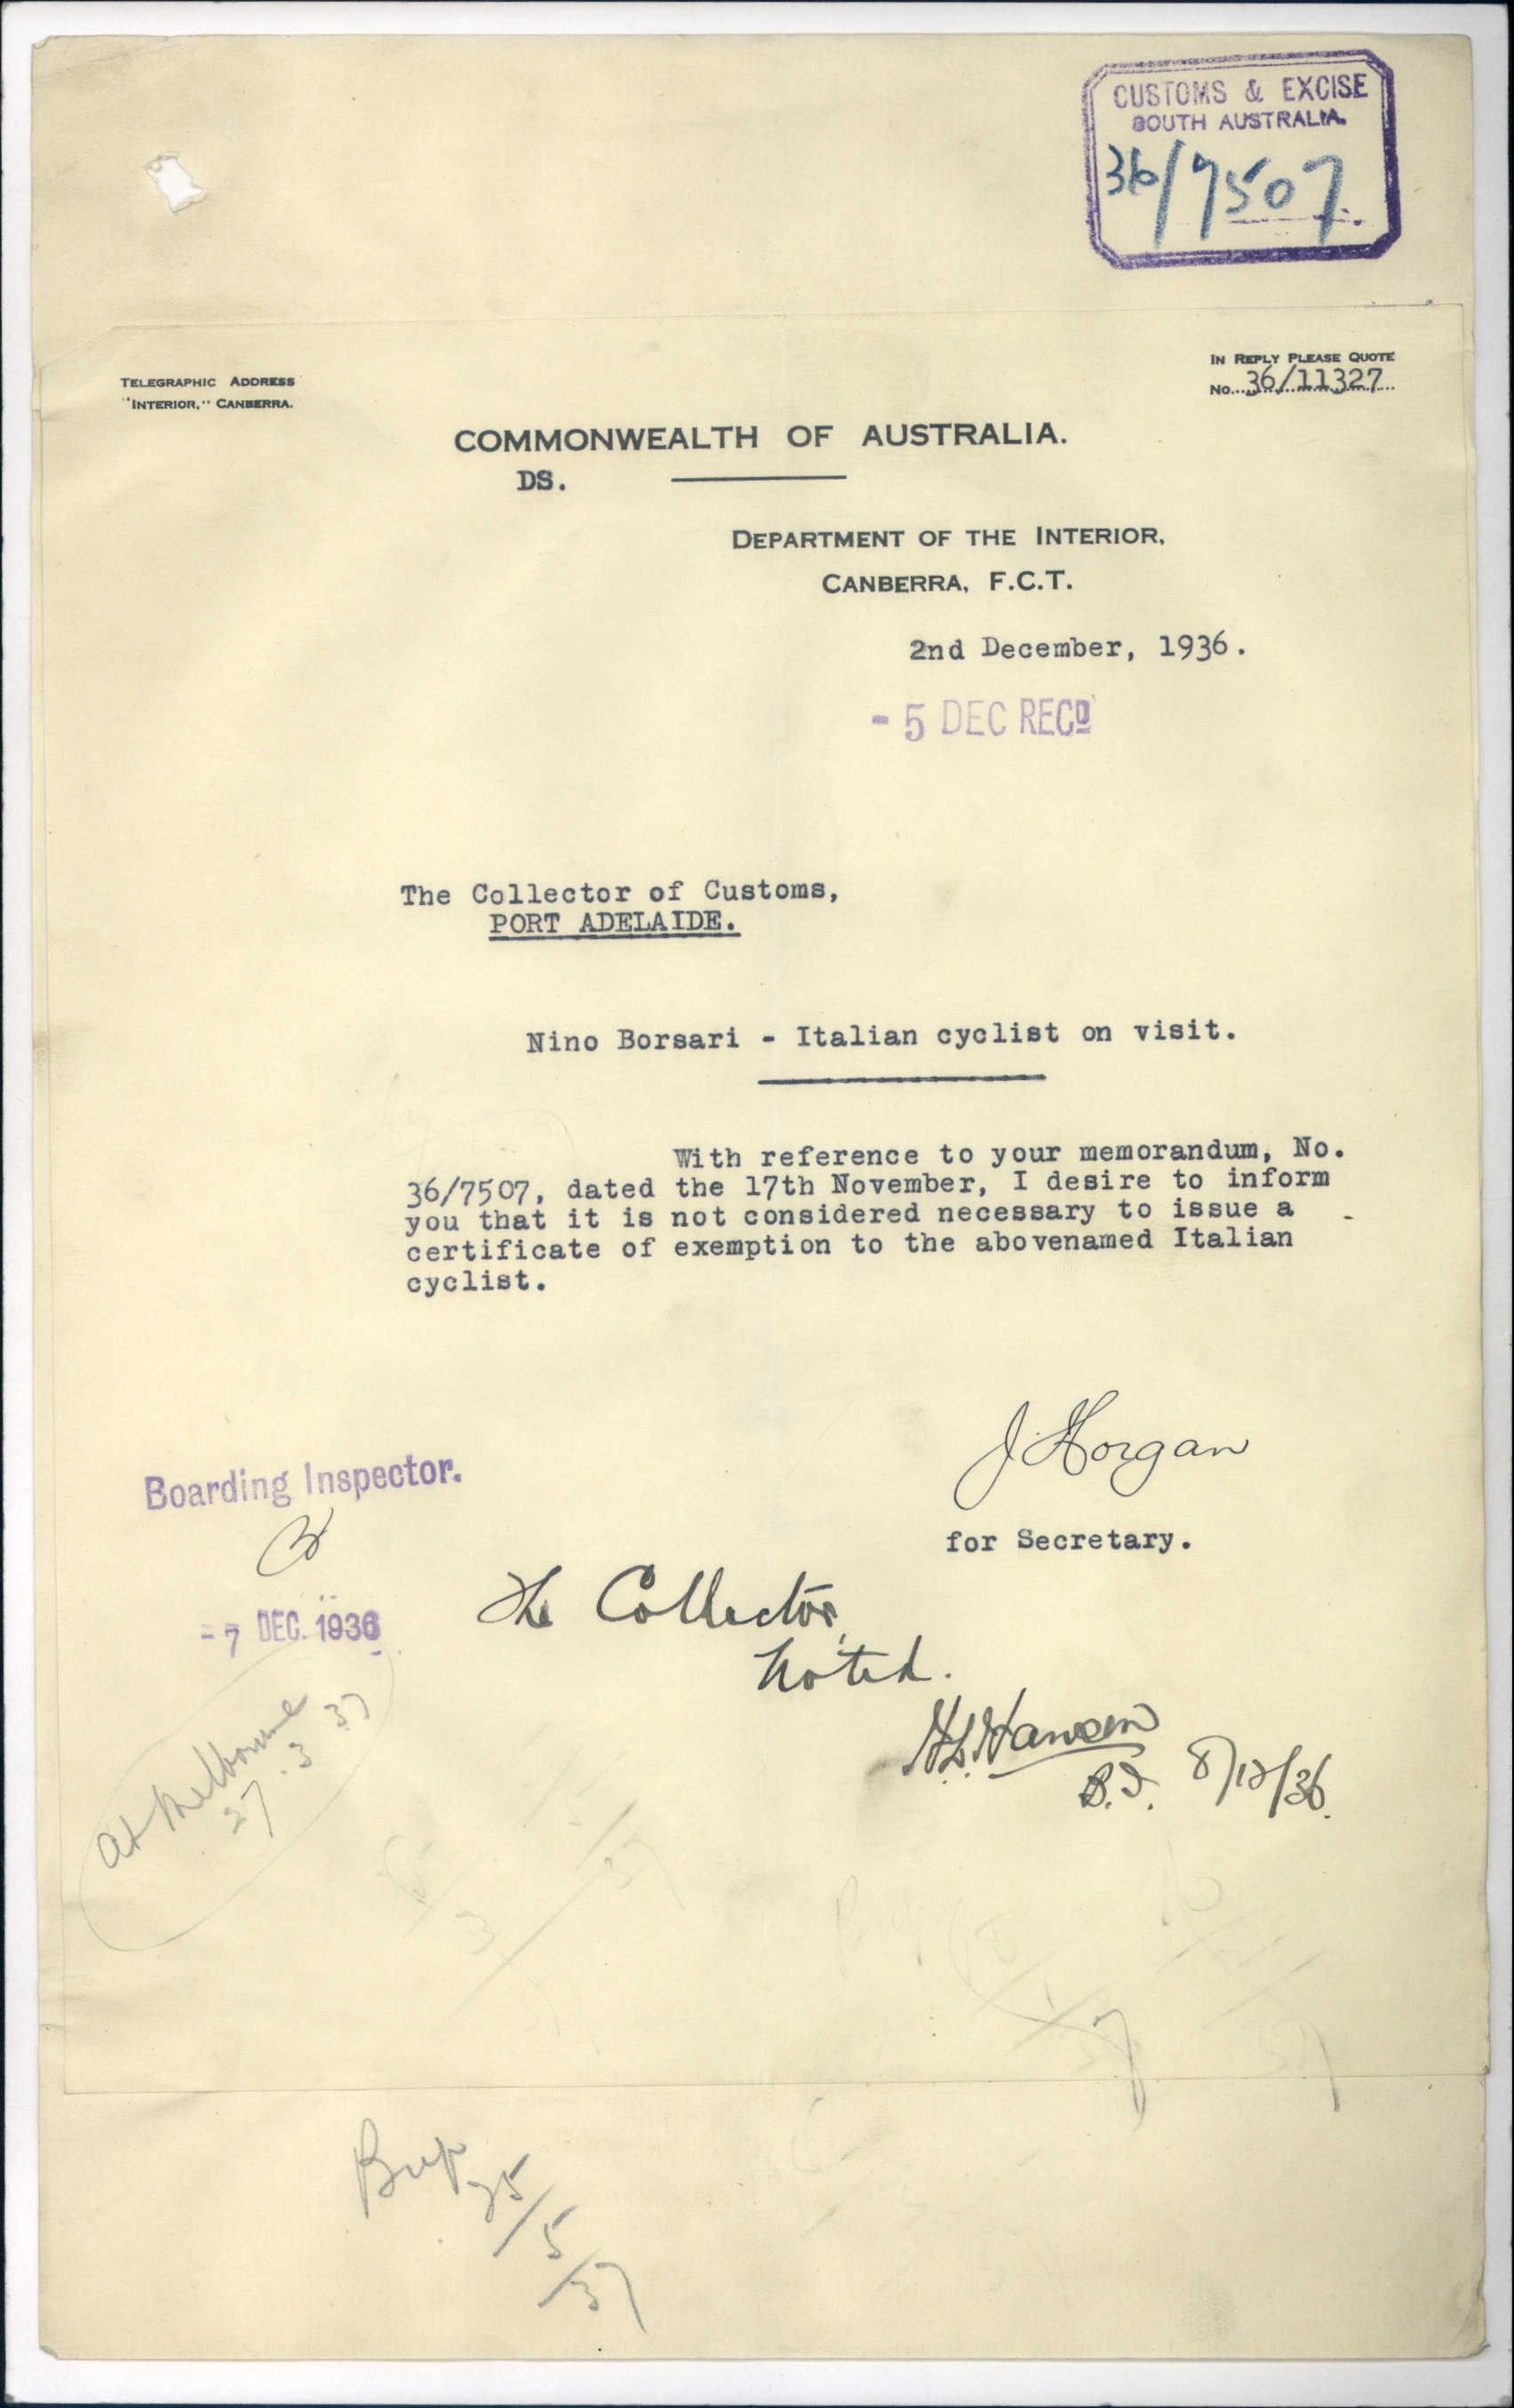 CUSTOMS & EXCISE
SOUTH AUSTRALIA.
36/7507.
TELEGRAPHIC ADDRESS
"INTERIOR," CANBERRA.
IN REPLY PLEASE QUOTE
No. 36/11327
COMMONWEALTH OF AUSTRALIA.
DS.
DEPARTMENT OF THE INTERIOR,
CANBERRA, F.C.T.
2nd December, 1936.
- 5 DEC RECD
The Collector of Customs,
PORT ADELAIDE.
Nino Borsari - Italian cyclist on visit.
With reference to your memorandum, No.
36/7507, dated the 17th November, I desire to inform
you that it is not considered necessary to issue a
certificate of exemption to the abovenamed Italian
cyclist.
J Horgan
for Secretary.
Boarding Inspector.
- 7 DEC. 1936
The Collector,
Noted.
H.L. Hansen
B.I. 8/12/36.
at Melbourne
27.3.37
Bup 25/5/37